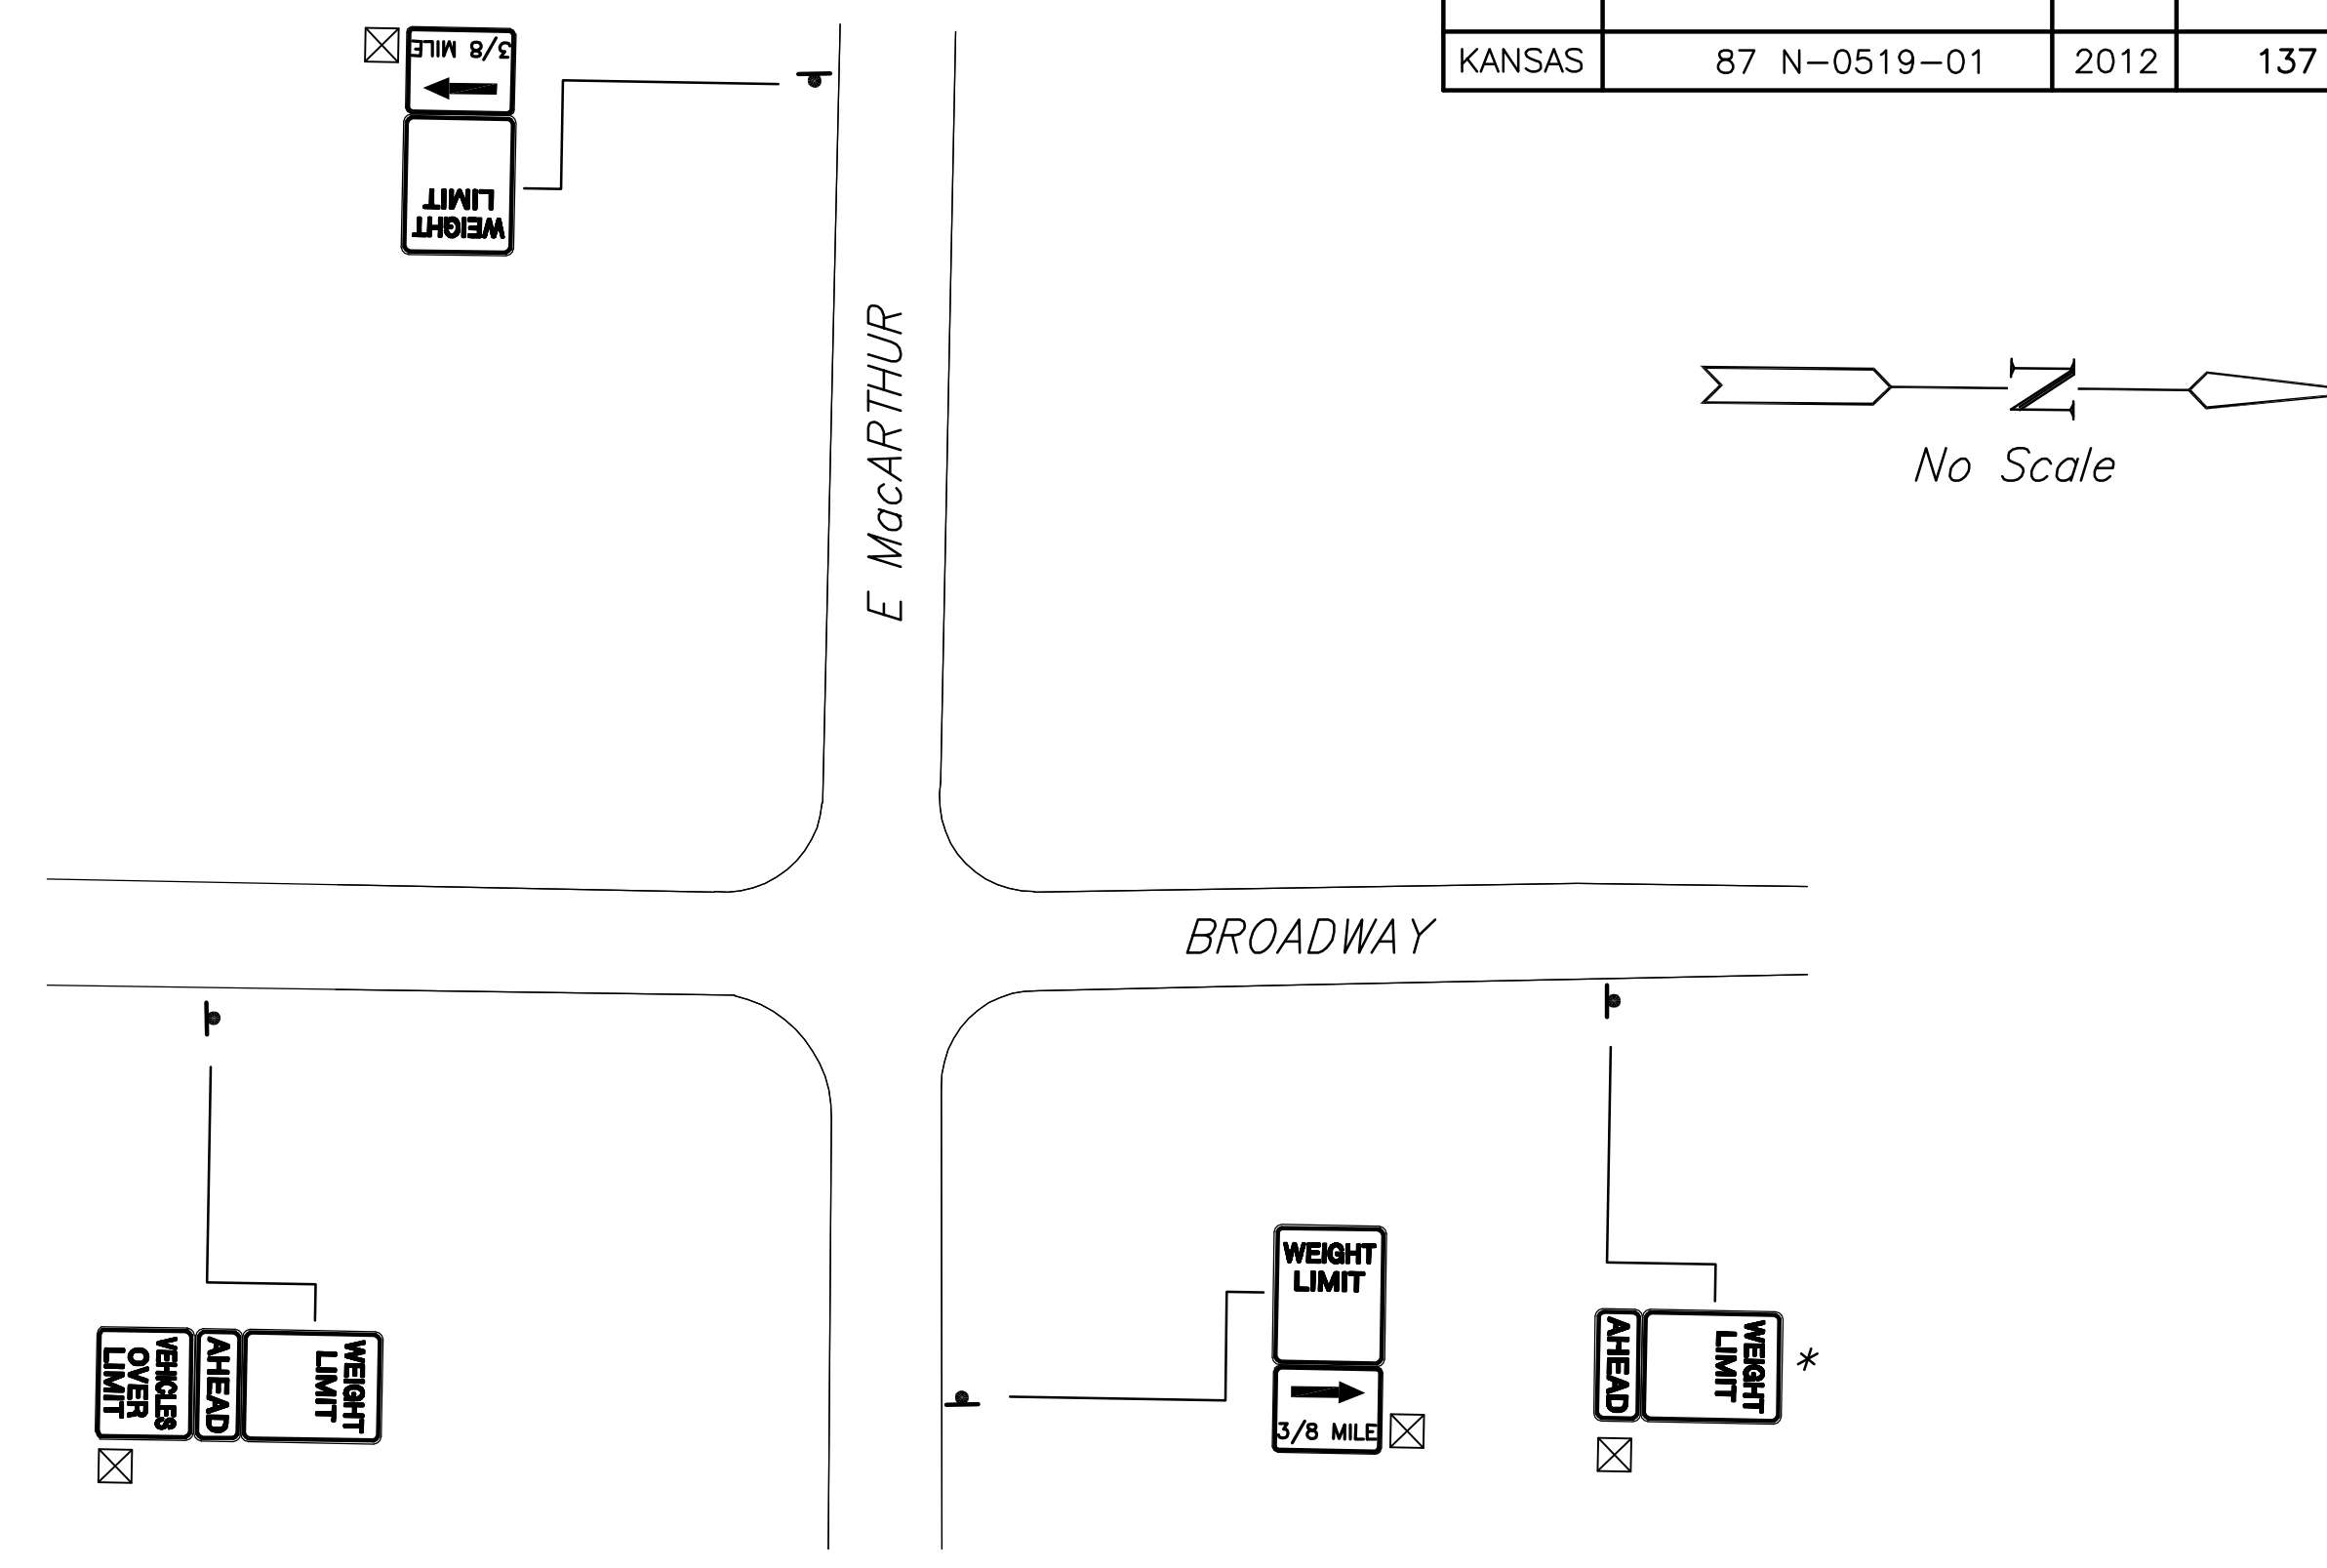 KANSAS 87 N-0519-01 2012 137
3/8 MILE
WEIGHT
LIMIT
E MacARTHUR
N
No Scale
BROADWAY
WEIGHT
LIMIT
AHEAD
VEHICLES
OVER
LIMIT
WEIGHT
LIMIT
3/8 MILE
WEIGHT
LIMIT
AHEAD
*